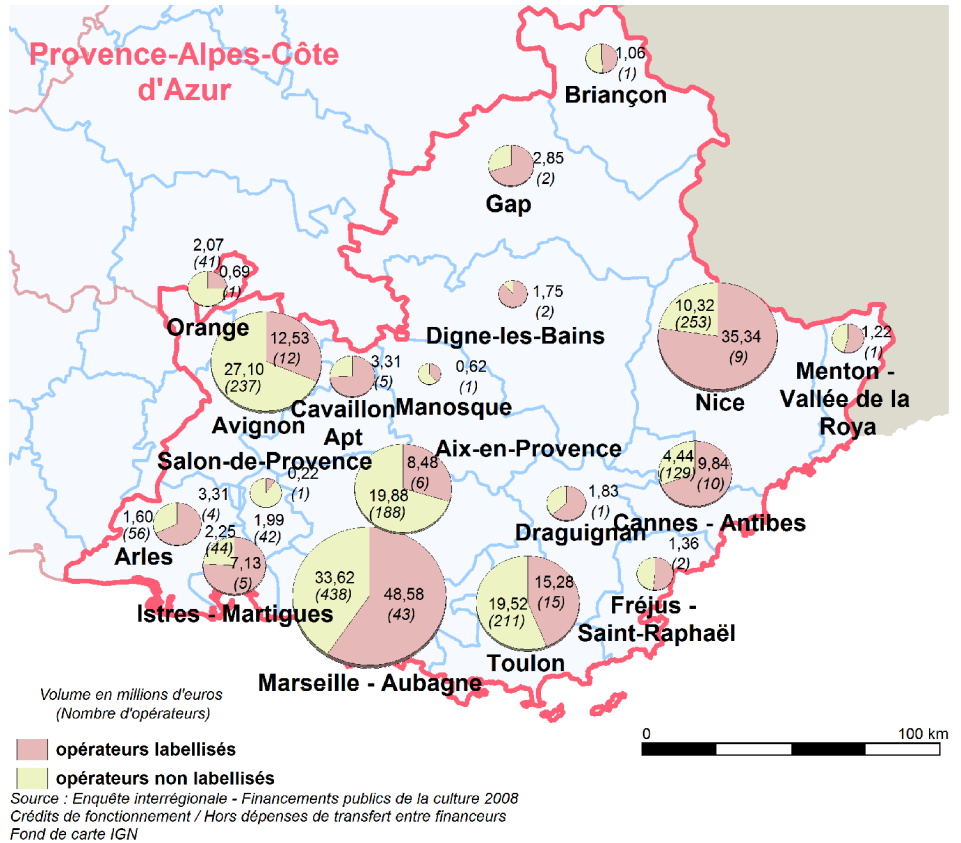 Provence-Alpes-Côte
d'Azur
1,06
(1)
Briançon
2,85
(2)
Gap
2,07
(41)
0,69
(1)
Orange
1,75
(2)
Digne-les-Bains
10,32
(253)
35,34
(9)
Nice
1,22
(1)
Menton -
Vallée de la
Roya
12,53
(12)
27,10
(237)
Avignon
3,31
(5)
Cavaillon
Apt
0,62
(1)
Manosque
Salon-de-Provence
0,22
(1)
1,99
(42)
Aix-en-Provence
8,48
(6)
19,88
(188)
4,44
(129)
9,84
(10)
Cannes - Antibes
1,83
(1)
Draguignan
3,31
(4)
1,60
(56)
Arles
2,25
(44)
7,13
(5)
Istres - Martigues
33,62
(438)
48,58
(43)
Marseille - Aubagne
15,28
(15)
19,52
(211)
Toulon
1,36
(2)
Fréjus -
Saint-Raphaël
Volume en millions d'euros
(Nombre d'opérateurs)
opérateurs labellisés
opérateurs non labellisés
0 100 km
Source : Enquête interrégionale - Financements publics de la culture 2008
Crédits de fonctionnement / Hors dépenses de transfert entre financeurs
Fond de carte IGN